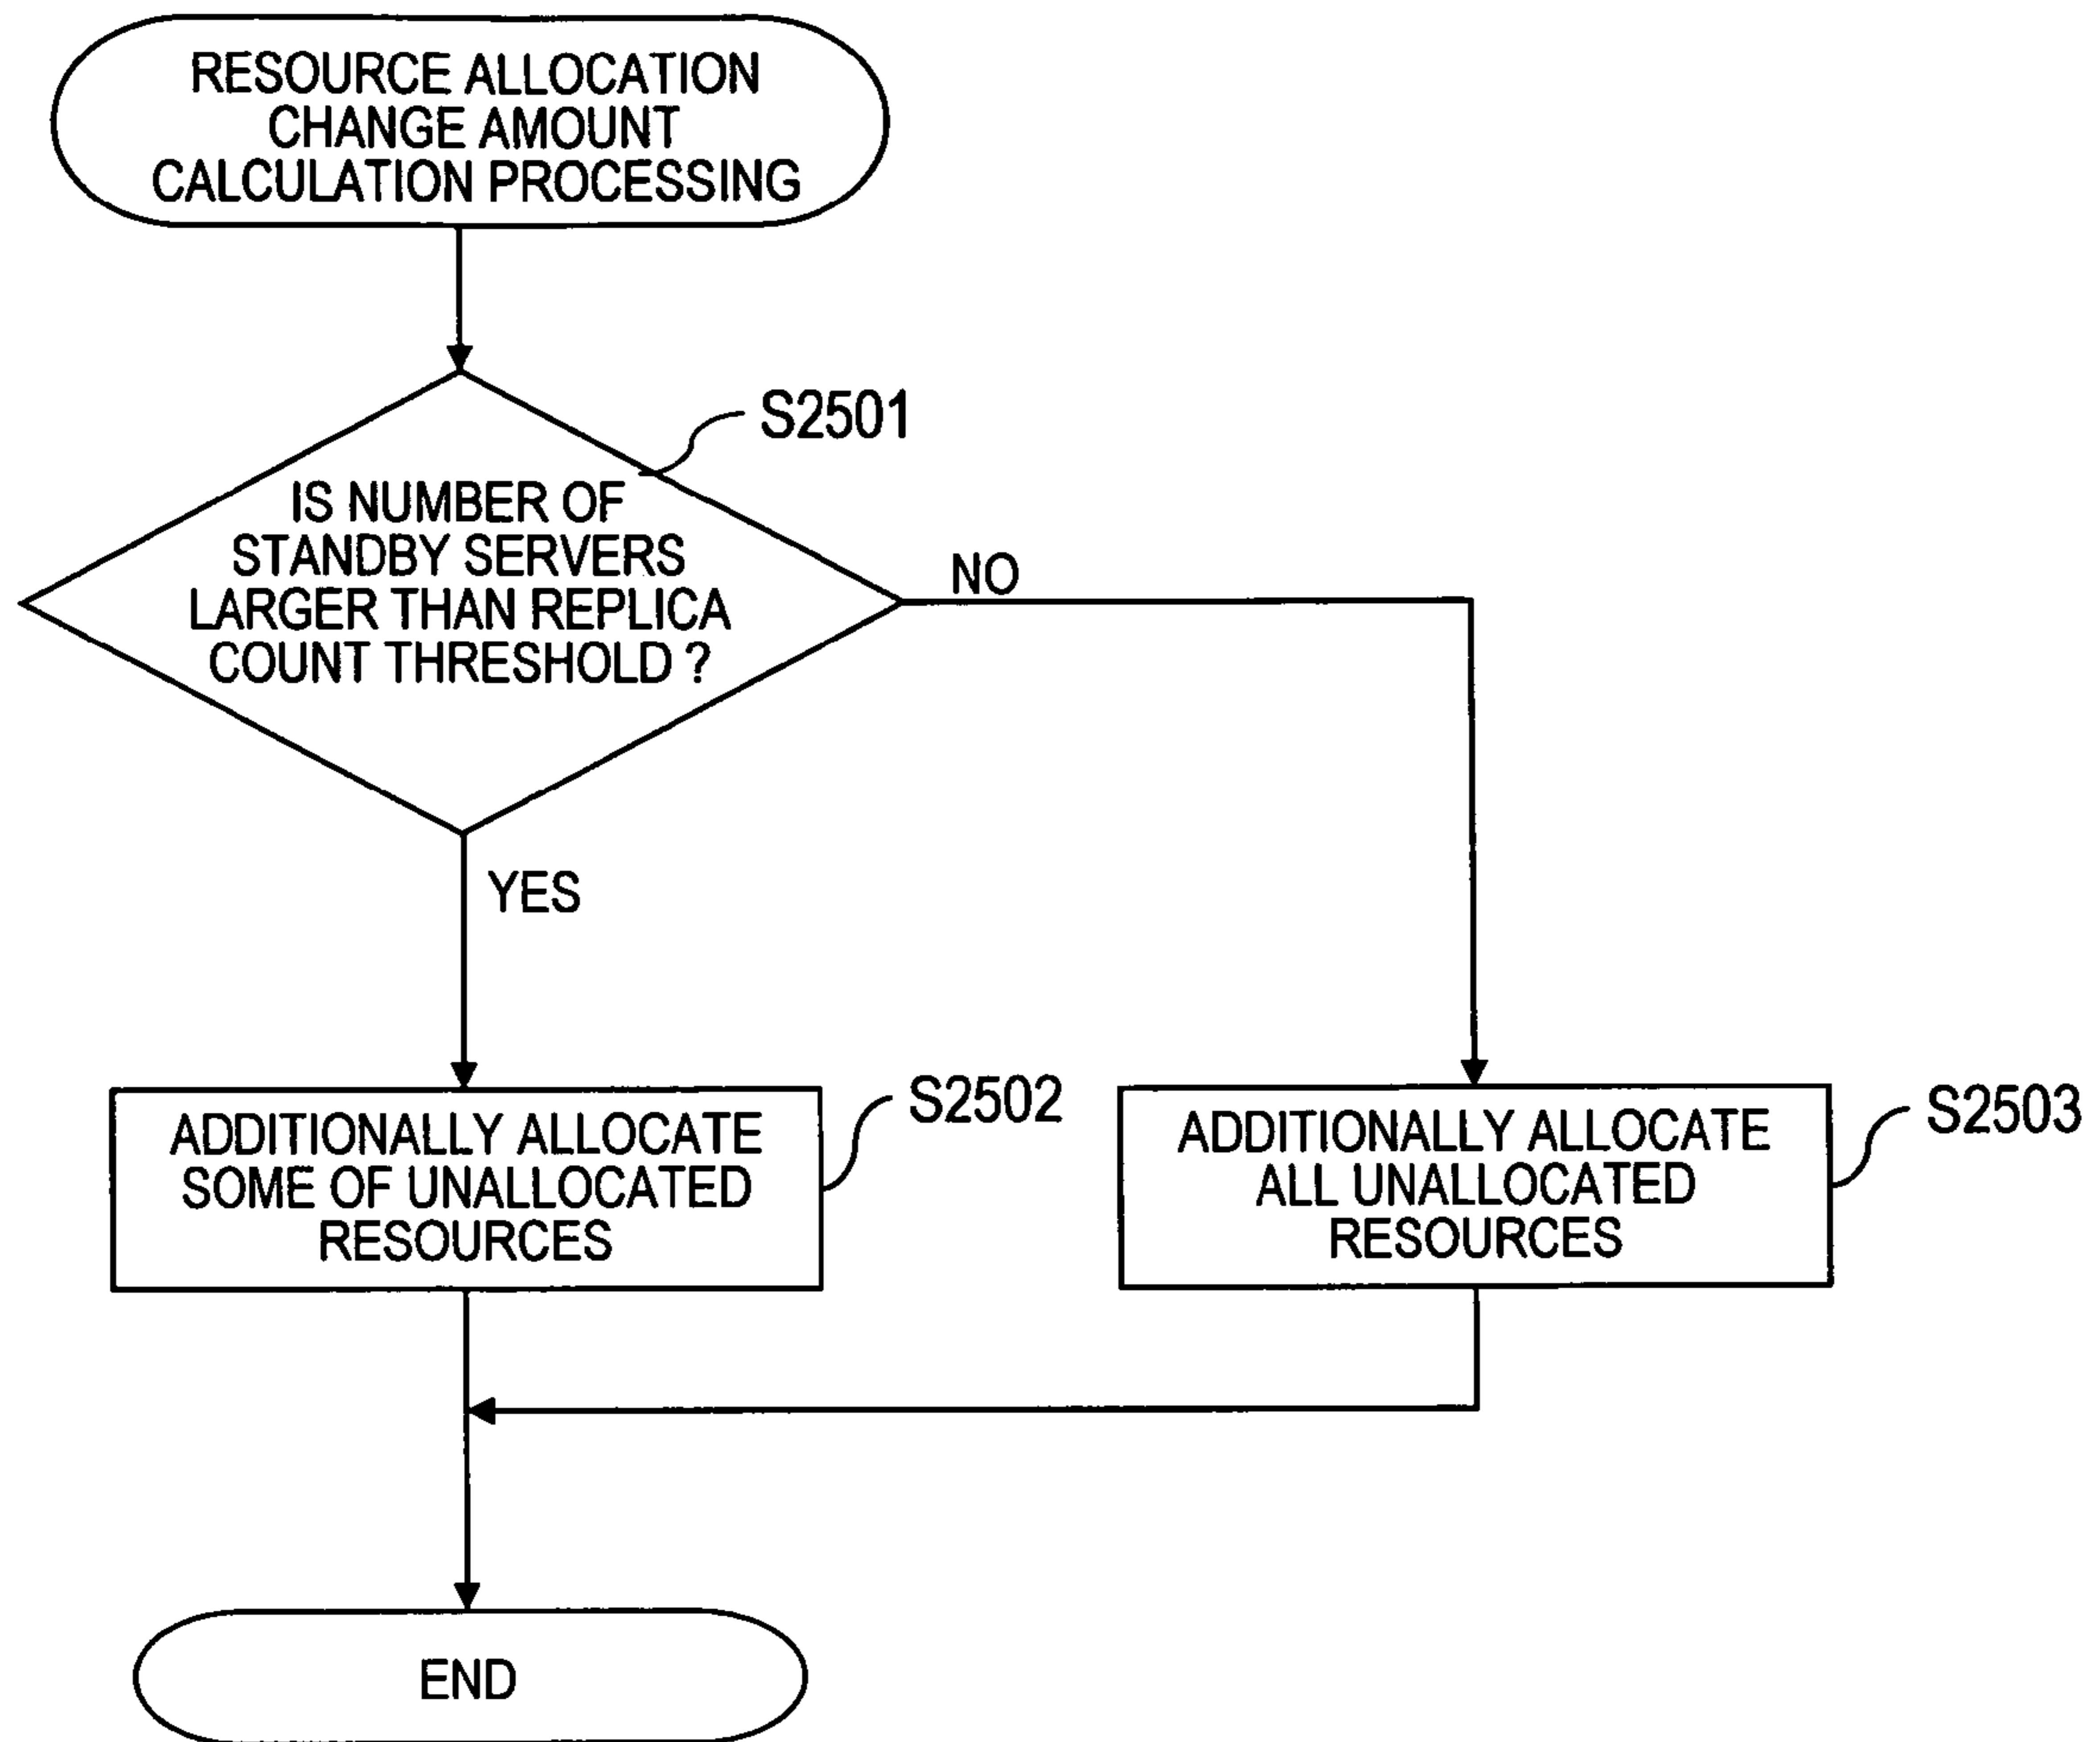 RESOURCE ALLOCATION
CHANGE AMOUNT
CALCULATION PROCESSING
S2501
IS NUMBER OF
STANDBY SERVERS
LARGER THAN REPLICA
COUNT THRESHOLD ?
NO
YES
S2502
ADDITIONALLY ALLOCATE
SOME OF UNALLOCATED
RESOURCES
S2503
ADDITIONALLY ALLOCATE
ALL UNALLOCATED
RESOURCES
END